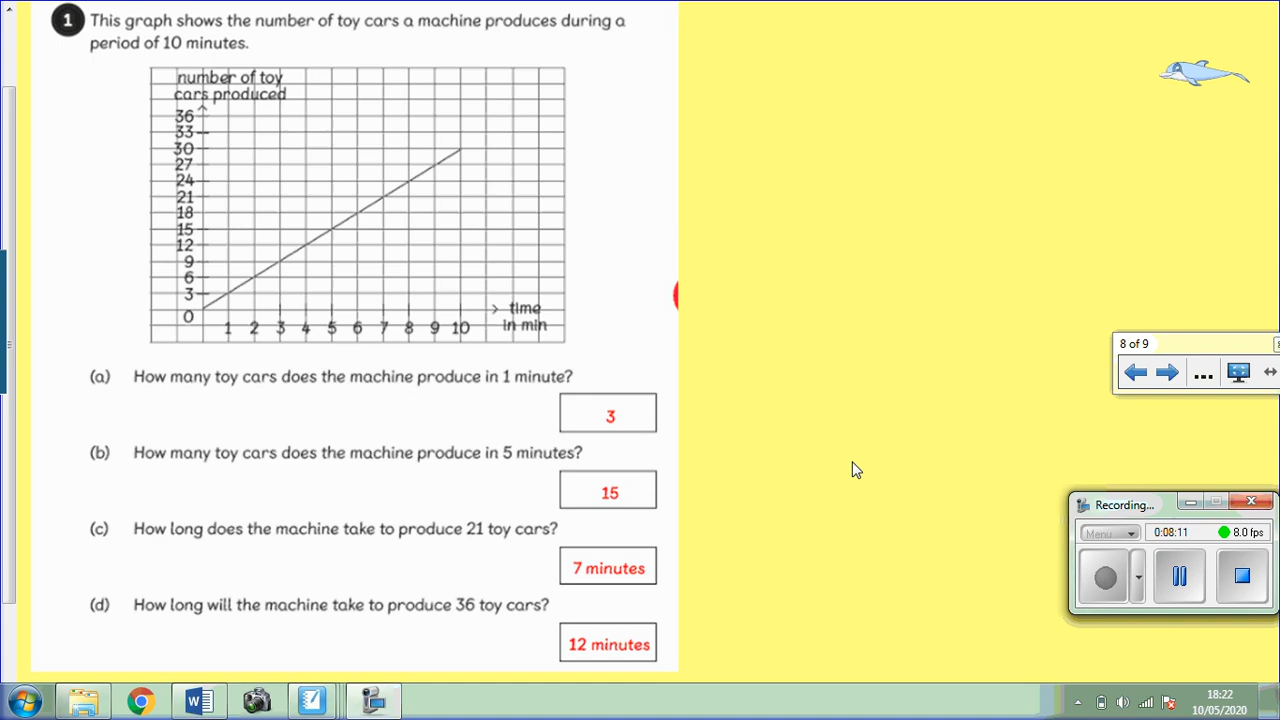 1 This graph shows the number of toy cars a machine produces during a
period of 10 minutes.
number of toy
cars produced
36
33
30
27
24
21
18
15
12
9
6
3
0
1 2 3 4 5 6 7 8 9 10
time
in min
(a) How many toy cars does the machine produce in 1 minute?
3
(b) How many toy cars does the machine produce in 5 minutes?
15
(c) How long does the machine take to produce 21 toy cars?
7 minutes
(d) How long will the machine take to produce 36 toy cars?
12 minutes
8 of 9
...
Recording...
Menu 0:08:11 8.0 fps
18:22
10/05/2020